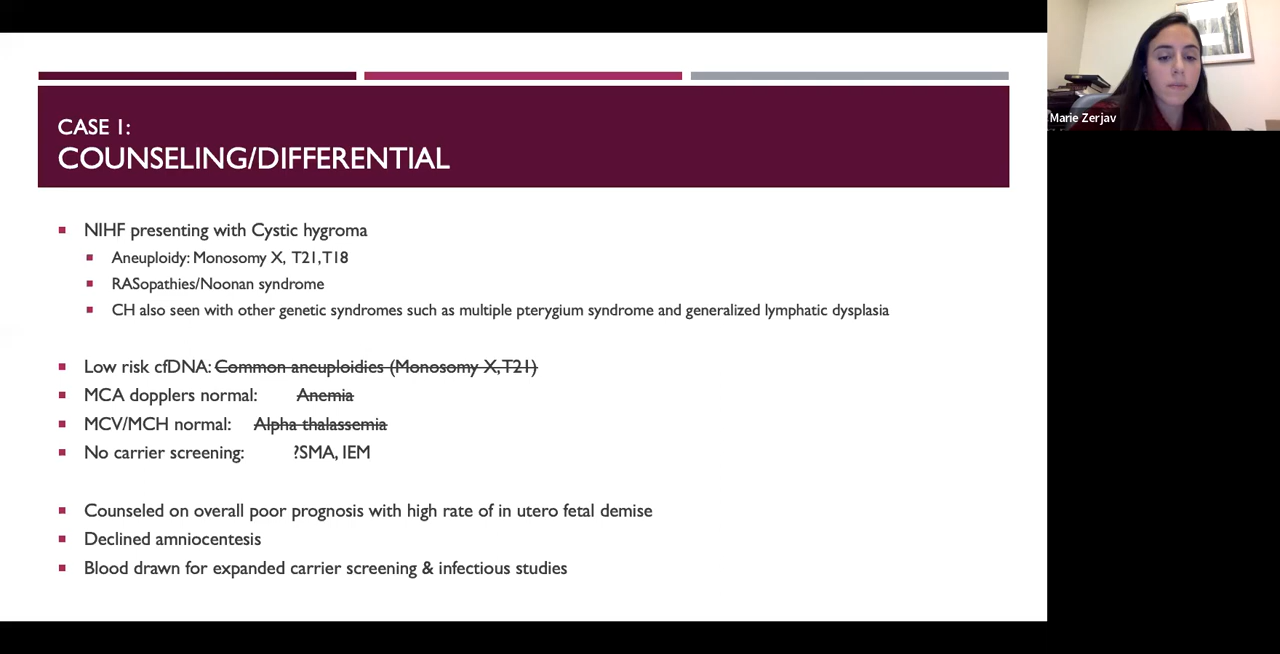 CASE 1:
COUNSELING/DIFFERENTIAL
NIHF presenting with Cystic hygroma
Aneuploidy: Monosomy X, T21,T18
RASopathies/Noonan syndrome
CH also seen with other genetic syndromes such as multiple pterygium syndrome and generalized lymphatic dysplasia
Low risk cfDNA: Common aneuploidies (Monosomy X,T21)
MCA dopplers normal: Anemia
MCV/MCH normal: Alpha thalassemia
No carrier screening: ?SMA, IEM
Counseled on overall poor prognosis with high rate of in utero fetal demise
Declined amniocentesis
Blood drawn for expanded carrier screening & infectious studies
Marie Zerjav